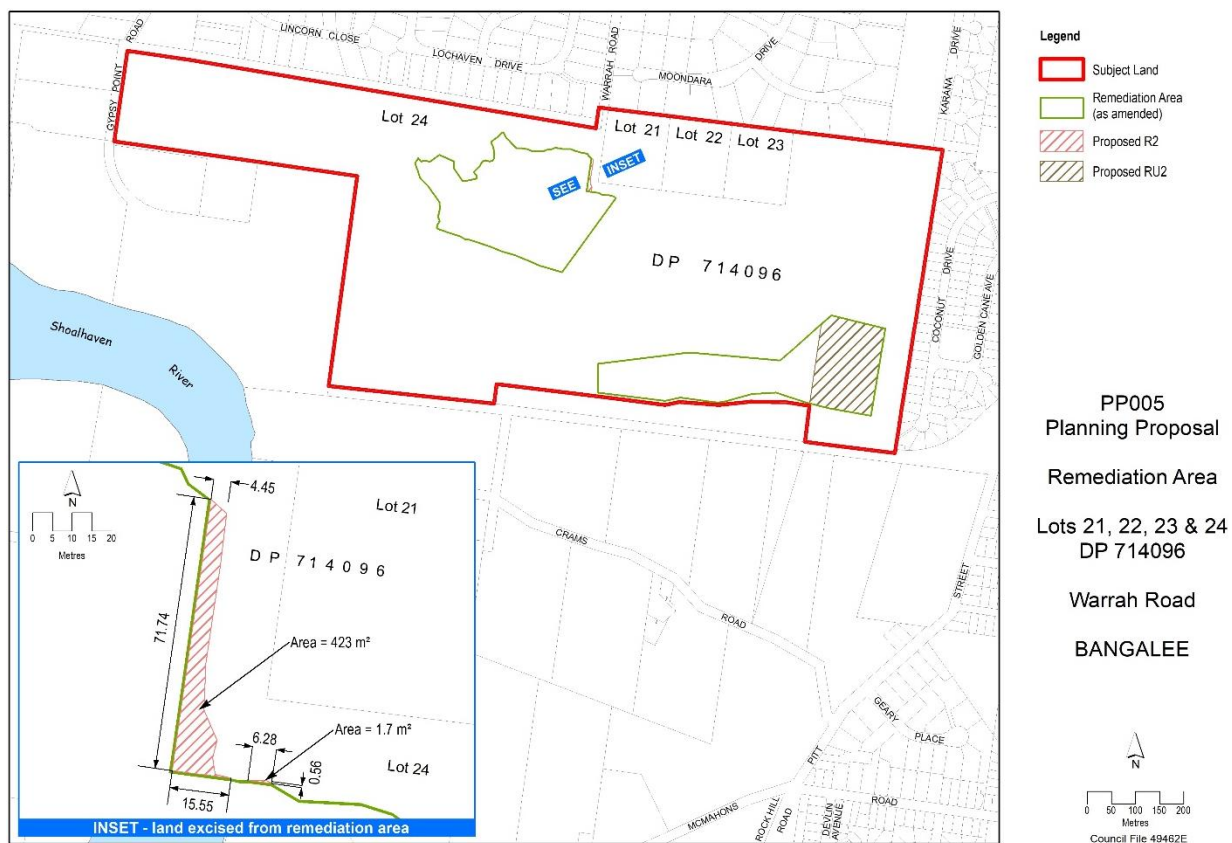 LINCORN CLOSE
LOCHAVEN DRIVE
WARRAH ROAD
MOONDARA
DRIVE
KARANA DRIVE
ROAD
GYPSY POINT
Lot 24
Lot 21
Lot 22
Lot 23
SEE
INSET
DP 714096
COCONUT DRIVE
GOLDEN CANE AVE
Shoalhaven
River
CRAMS
ROAD
STREET
PITT
GEARY
PLACE
MCMAHONS
ROAD
ROCK HILL
ROAD
DEVLIN
AVENUE
N
0 5 10 15 20
Metres
4.45
Lot 21
DP 714096
71.74
Area = 423 m²
Area = 1.7 m²
6.28
0.56
Lot 24
15.55
INSET - land excised from remediation area
Legend
Subject Land
Remediation Area
(as amended)
Proposed R2
Proposed RU2
PP005
Planning Proposal
Remediation Area
Lots 21, 22, 23 & 24
DP 714096
Warrah Road
BANGALEE
N
0 50 100 150 200
Metres
Council File 49462E